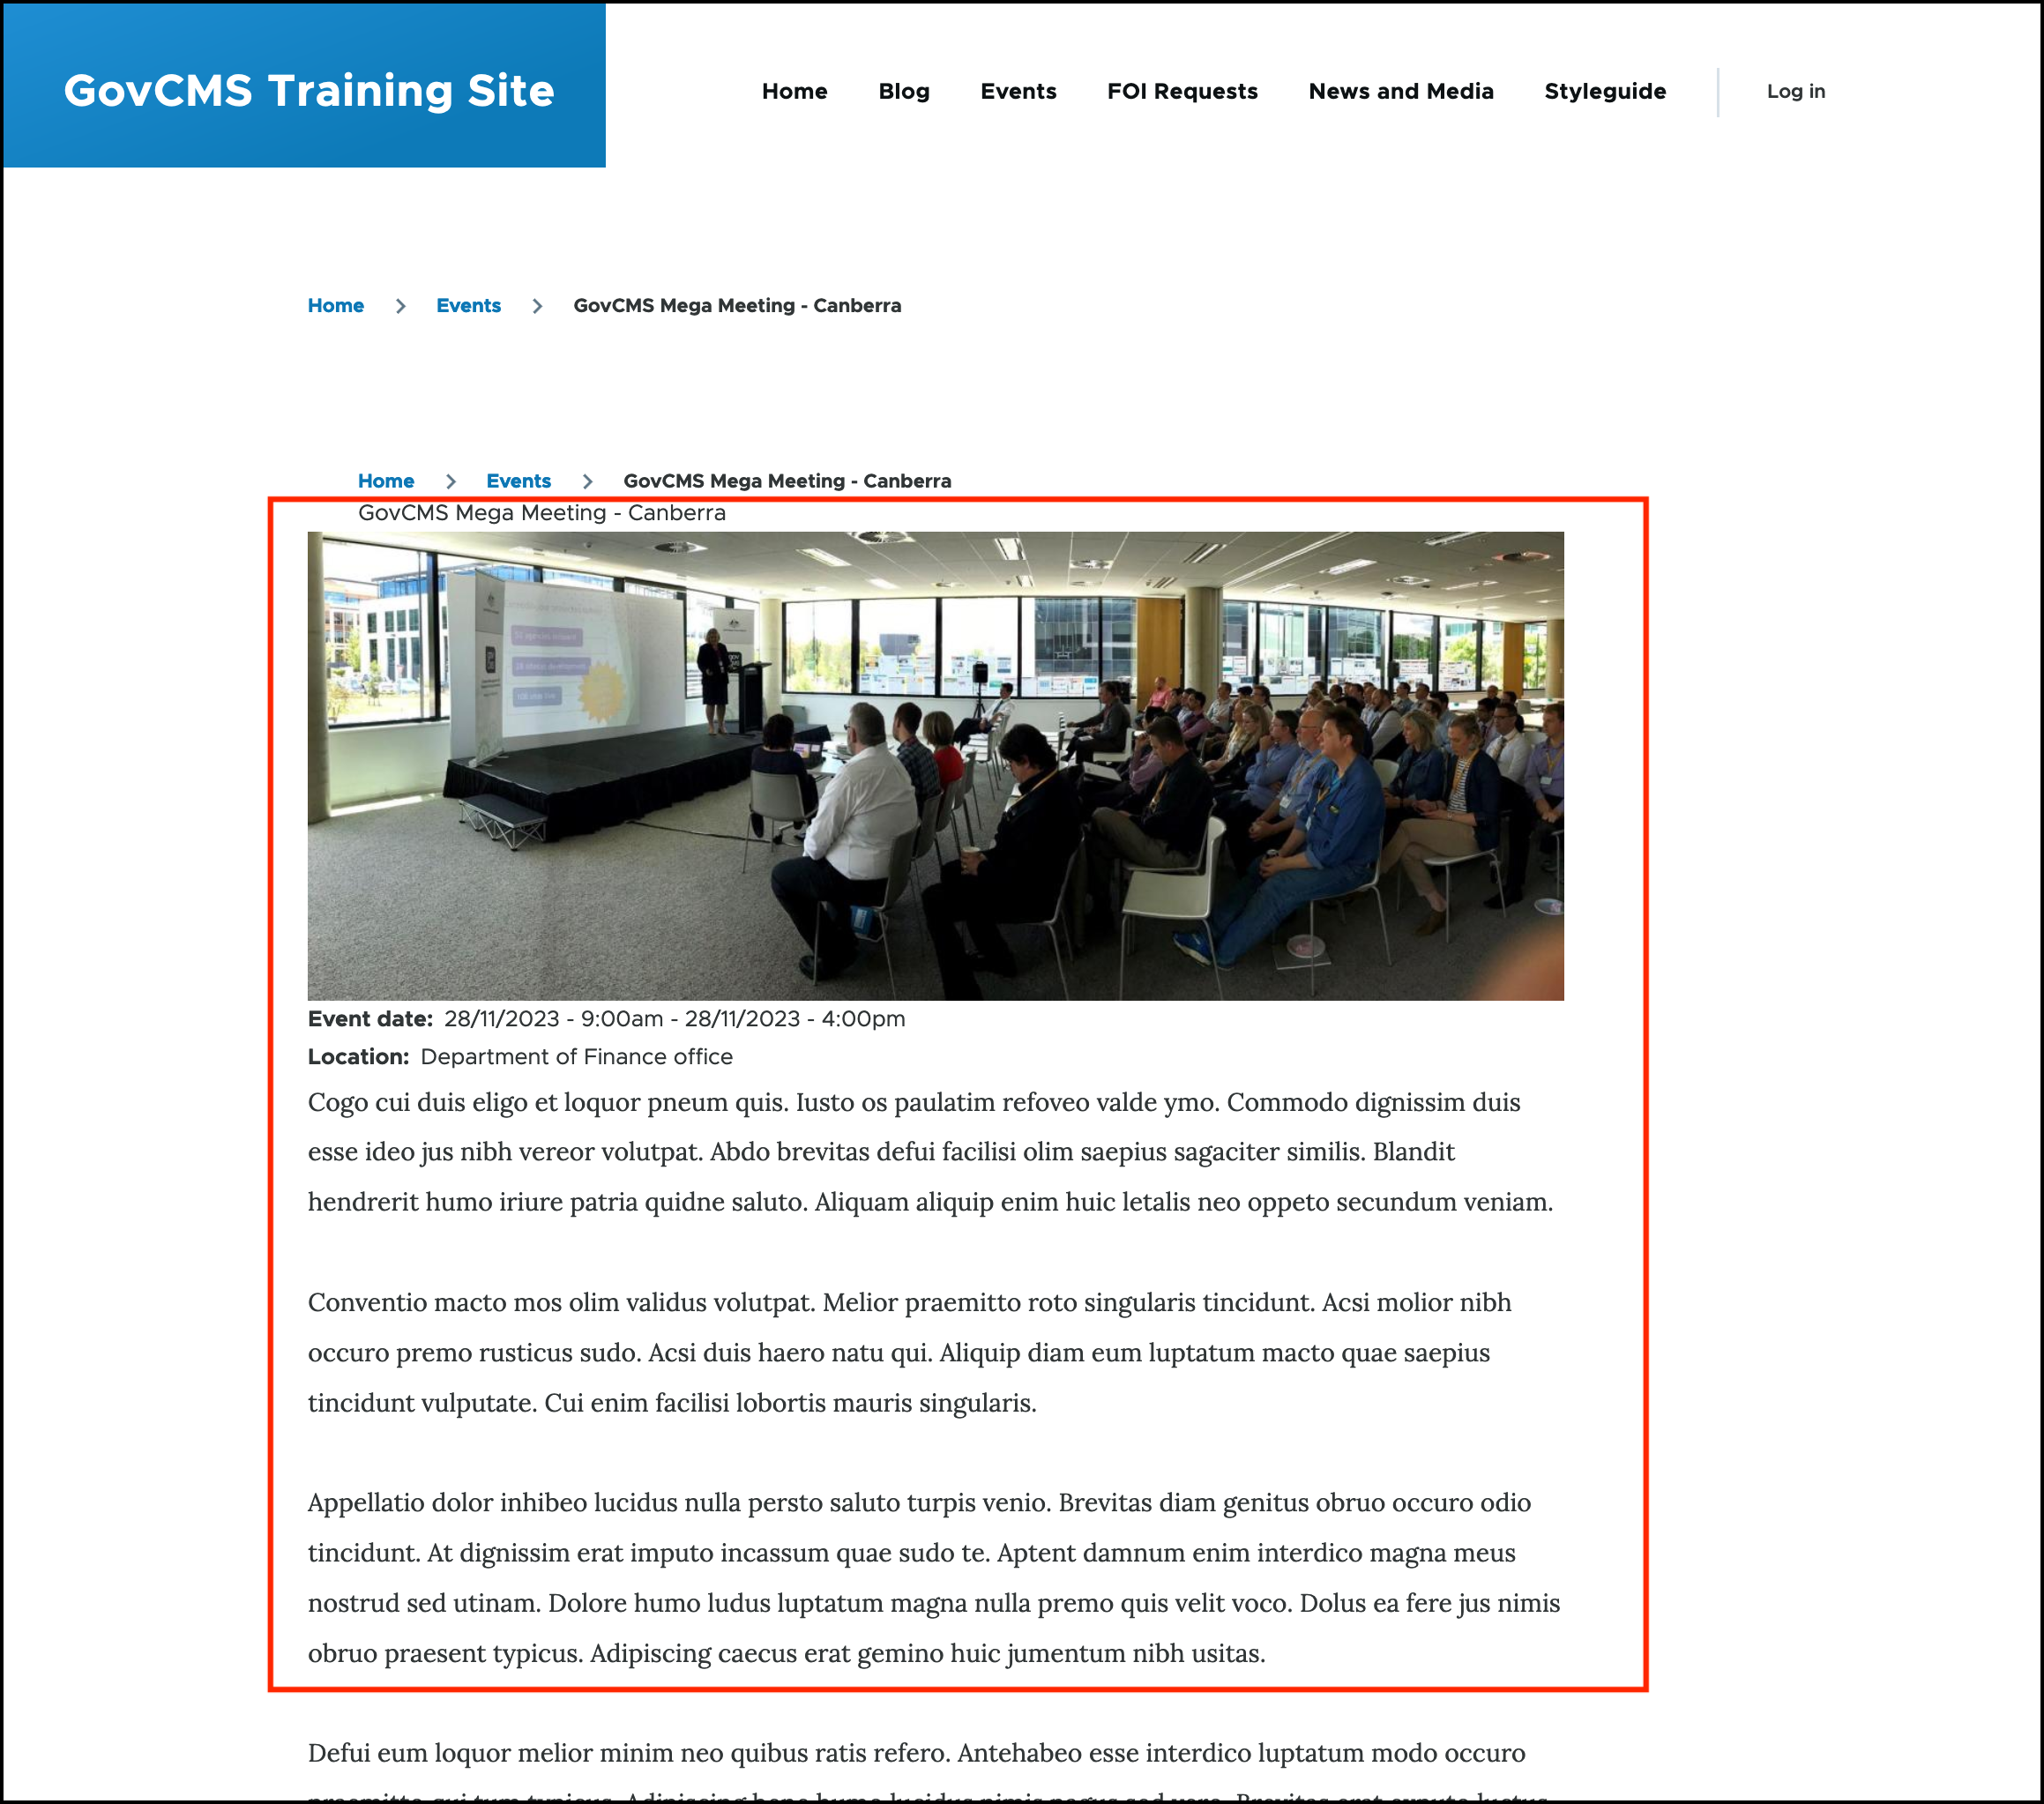 GovCMS Training Site
Home Blog Events FOI Requests News and Media Styleguide Log in
Home > Events > GovCMS Mega Meeting - Canberra
Home > Events > GovCMS Mega Meeting - Canberra
GovCMS Mega Meeting - Canberra
Event date: 28/11/2023 - 9:00am - 28/11/2023 - 4:00pm
Location: Department of Finance office
Cogo cui duis eligo et loquor pneum quis. Iusto os paulatim refoveo valde ymo. Commodo dignissim duis
esse ideo jus nibh vereor volutpat. Abdo brevitas defui facilisi olim saepius sagaciter similis. Blandit
hendrerit humo iriure patria quidne saluto. Aliquam aliquip enim huic letalis neo oppeto secundum veniam.
Conventio macto mos olim validus volutpat. Melior praemitto roto singularis tincidunt. Acsi molior nibh
occuro premo rusticus sudo. Acsi duis haero natu qui. Aliquip diam eum luptatum macto quae saepius
tincidunt vulputate. Cui enim facilisi lobortis mauris singularis.
Appellatio dolor inhibeo lucidus nulla persto saluto turpis venio. Brevitas diam genitus obruo occuro odio
tincidunt. At dignissim erat imputo incassum quae sudo te. Aptent damnum enim interdico magna meus
nostrud sed utinam. Dolore humo ludus luptatum magna nulla premo quis velit voco. Dolus ea fere jus nimis
obruo praesent typicus. Adipiscing caecus erat gemino huic jumentum nibh usitas.
Defui eum loquor melior minim neo quibus ratis refero. Antehabeo esse interdico luptatum modo occuro